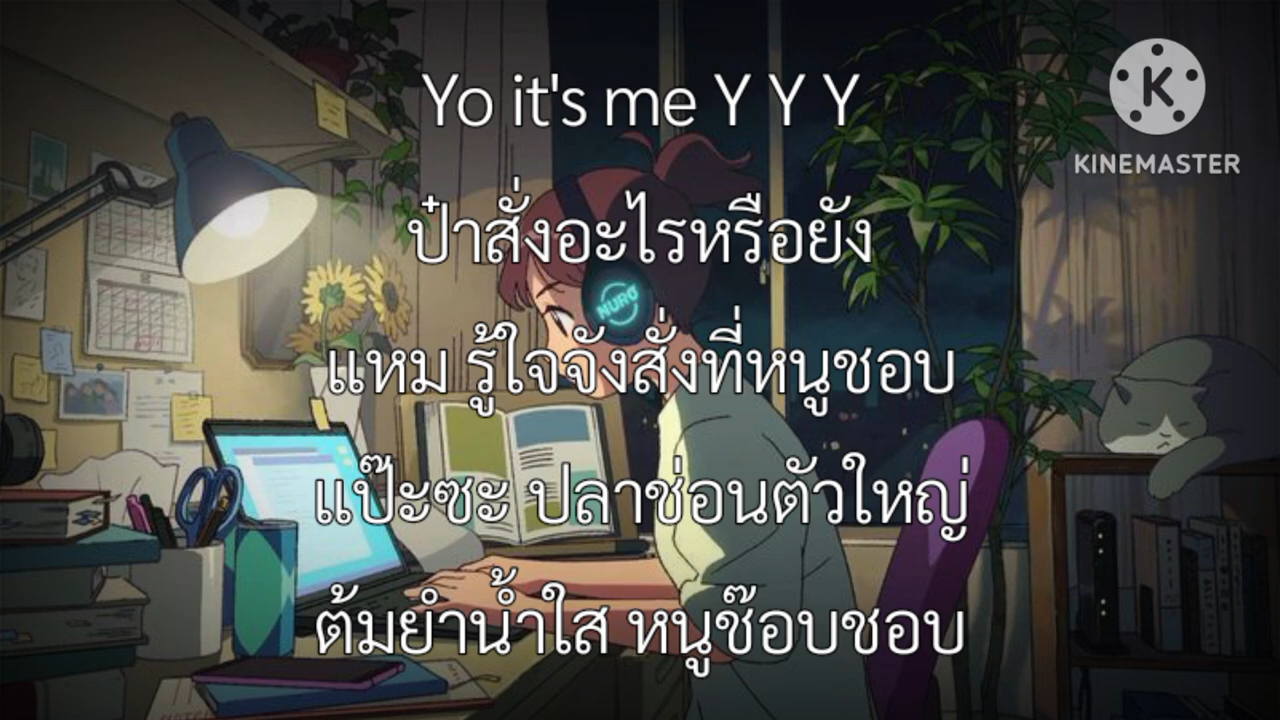 Yo it's me Y Y Y
ป๋าสั่งอะไรหรือยัง
แหม รู้ใจจังสั่งที่หนูชอบ
แป๊ะซะ ปลาช่อนตัวใหญ่
ต้มยำน้ำใส หนูช๊อบชอบ
KINEMASTER
NURO